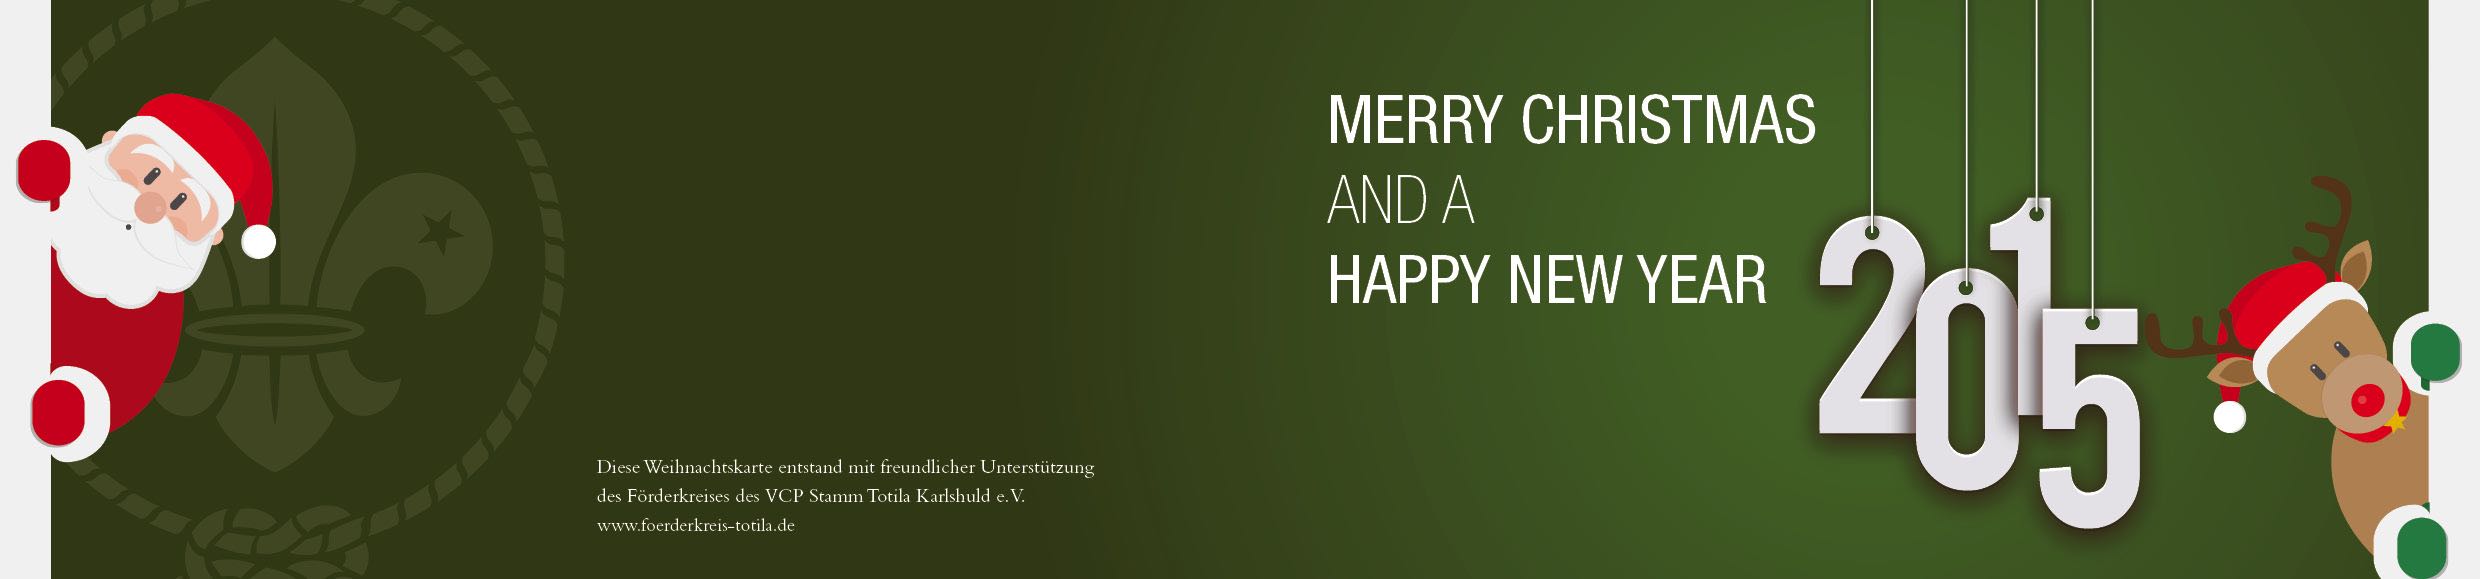 MERRY CHRISTMAS
AND A
HAPPY NEW YEAR
2015
Diese Weihnachtskarte entstand mit freundlicher Unterstützung
des Förderkreises des VCP Stamm Totila Karlshuld e.V.
www.foerderkreis-totila.de